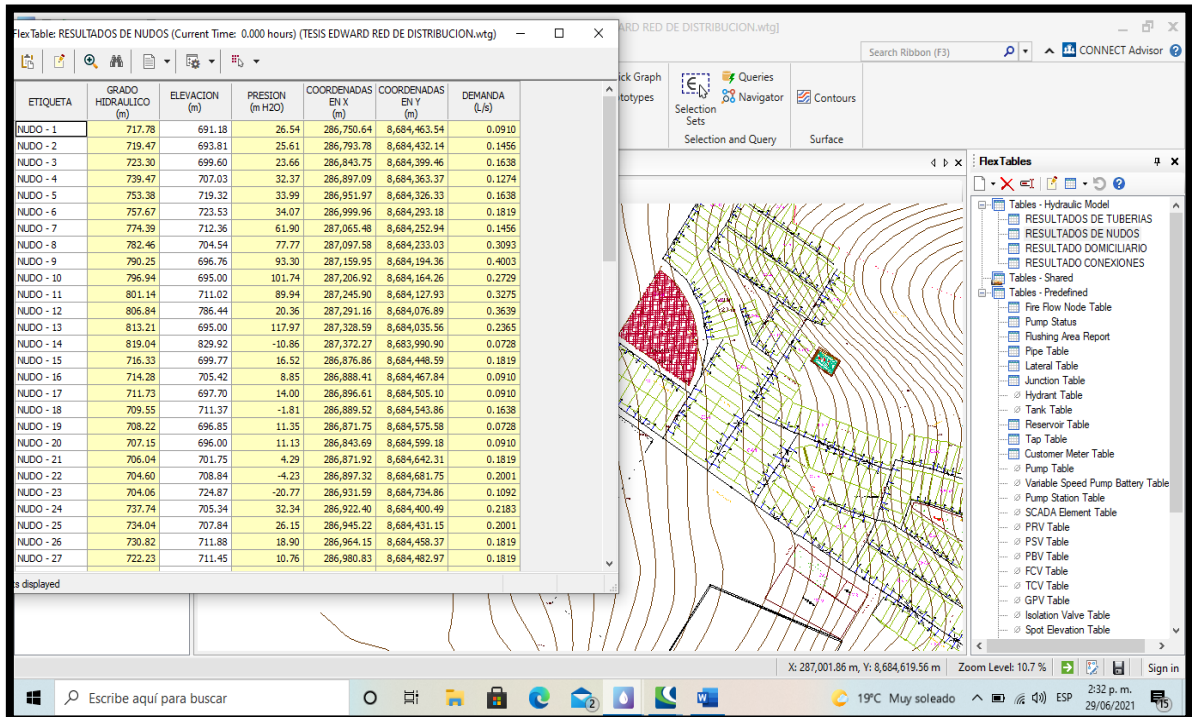 FlexTable: RESULTADOS DE NUDOS (Current Time: 0.000 hours) (TESIS EDWARD RED DE DISTRIBUCION.wtg)
RED DE DISTRIBUCION.wtg]
Search Ribbon (F3)
CONNECT Advisor
Graph
Queries
Navigator
Selection
Sets
Contours
Selection and Query
Surface
ETIQUETA GRADO HIDRAULICO (m) ELEVACION (m) PRESION (m H2O) COORDENADAS EN X (m) COORDENADAS EN Y (m) DEMANDA (L/s)
NUDO - 1 717.78 691.18 26.54 286,750.64 8,684,463.54 0.0910
NUDO - 2 719.47 693.81 25.61 286,793.78 8,684,432.14 0.1456
NUDO - 3 723.30 699.60 23.66 286,843.75 8,684,399.46 0.1638
NUDO - 4 739.47 707.03 32.37 286,897.09 8,684,363.37 0.1274
NUDO - 5 753.38 719.32 33.99 286,951.97 8,684,326.33 0.1638
NUDO - 6 757.67 723.53 34.07 286,999.96 8,684,293.18 0.1819
NUDO - 7 774.39 712.36 61.90 287,065.48 8,684,252.94 0.1456
NUDO - 8 782.46 704.54 77.77 287,097.58 8,684,233.03 0.3093
NUDO - 9 790.25 696.76 93.30 287,159.95 8,684,194.36 0.4003
NUDO - 10 796.94 695.00 101.74 287,206.92 8,684,164.26 0.2729
NUDO - 11 801.14 711.02 89.94 287,245.90 8,684,127.93 0.3275
NUDO - 12 806.84 786.44 20.36 287,291.16 8,684,076.89 0.3639
NUDO - 13 813.21 695.00 117.97 287,328.59 8,684,035.56 0.2365
NUDO - 14 819.04 829.92 -10.86 287,372.27 8,683,990.90 0.0728
NUDO - 15 716.33 699.77 16.52 286,876.86 8,684,448.59 0.1819
NUDO - 16 714.28 705.42 8.85 286,888.41 8,684,467.84 0.0910
NUDO - 17 711.73 697.70 14.00 286,896.61 8,684,505.10 0.0910
NUDO - 18 709.55 711.37 -1.81 286,889.52 8,684,543.86 0.1638
NUDO - 19 708.22 696.85 11.35 286,871.75 8,684,575.58 0.0728
NUDO - 20 707.15 696.00 11.13 286,843.69 8,684,599.18 0.0910
NUDO - 21 706.04 701.75 4.29 286,871.92 8,684,642.31 0.1819
NUDO - 22 704.60 708.84 -4.23 286,897.32 8,684,681.75 0.2001
NUDO - 23 704.06 724.87 -20.77 286,931.59 8,684,734.86 0.1092
NUDO - 24 737.74 705.34 32.34 286,922.40 8,684,400.49 0.2183
NUDO - 25 734.04 707.84 26.15 286,945.22 8,684,431.15 0.2001
NUDO - 26 730.82 711.88 18.90 286,964.15 8,684,458.37 0.1819
NUDO - 27 722.23 711.45 10.76 286,980.83 8,684,482.97 0.1819
displayed
FlexTables
Tables - Hydraulic Model
RESULTADOS DE TUBERIAS
RESULTADOS DE NUDOS
RESULTADO DOMICILIARIO
RESULTADO CONEXIONES
Tables - Shared
Tables - Predefined
Fire Flow Node Table
Pump Status
Flushing Area Report
Pipe Table
Lateral Table
Junction Table
Hydrant Table
Tank Table
Reservoir Table
Tap Table
Customer Meter Table
Pump Table
Variable Speed Pump Battery Table
Pump Station Table
SCADA Element Table
PRV Table
PSV Table
PBV Table
FCV Table
TCV Table
GPV Table
Isolation Valve Table
Spot Elevation Table
X: 287,001.86 m, Y: 8,684,619.56 m Zoom Level: 10.7 % Sign in
Escribe aquí para buscar
2
19°C Muy soleado
ESP
2:32 p. m.
29/06/2021
15